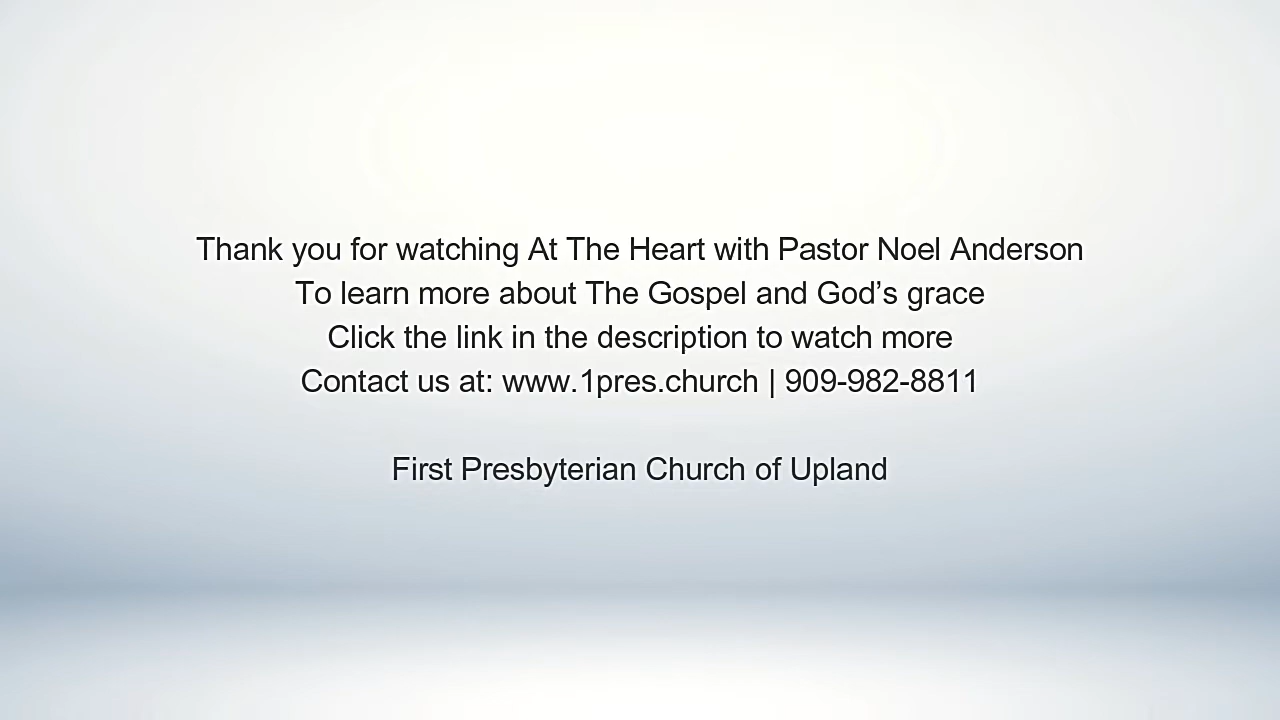 Thank you for watching At The Heart with Pastor Noel Anderson
To learn more about The Gospel and God’s grace
Click the link in the description to watch more
Contact us at: www.1pres.church | 909-982-8811
First Presbyterian Church of Upland